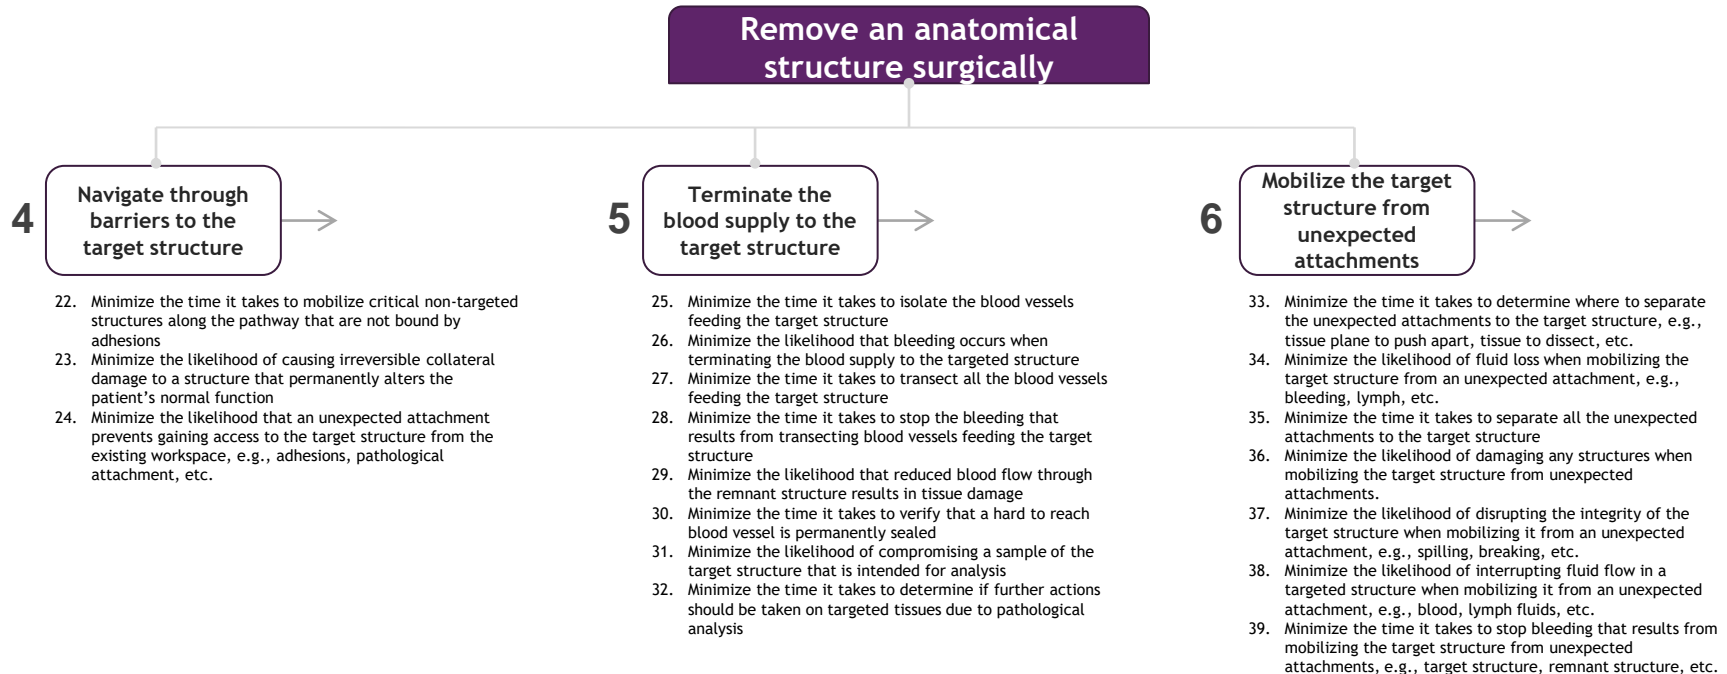 Remove an anatomical
structure surgically
4
Navigate through
barriers to the
target structure
22. Minimize the time it takes to mobilize critical non-targeted
structures along the pathway that are not bound by
adhesions
23. Minimize the likelihood of causing irreversible collateral
damage to a structure that permanently alters the
patient's normal function
24. Minimize the likelihood that an unexpected attachment
prevents gaining access to the target structure from the
existing workspace, e.g., adhesions, pathological
attachment, etc.
5
Terminate the
blood supply to the
target structure
25. Minimize the time it takes to isolate the blood vessels
feeding the target structure
26. Minimize the likelihood that bleeding occurs when
terminating the blood supply to the targeted structure
27. Minimize the time it takes to transect all the blood vessels
feeding the target structure
28. Minimize the time it takes to stop the bleeding that
results from transecting blood vessels feeding the target
structure
29. Minimize the likelihood that reduced blood flow through
the remnant structure results in tissue damage
30. Minimize the time it takes to verify that a hard to reach
blood vessel is permanently sealed
31. Minimize the likelihood of compromising a sample of the
target structure that is intended for analysis
32. Minimize the time it takes to determine if further actions
should be taken on targeted tissues due to pathological
analysis
6
Mobilize the target
structure from
unexpected
attachments
33. Minimize the time it takes to determine where to separate
the unexpected attachments to the target structure, e.g.,
tissue plane to push apart, tissue to dissect, etc.
34. Minimize the likelihood of fluid loss when mobilizing the
target structure from an unexpected attachment, e.g.,
bleeding, lymph, etc.
35. Minimize the time it takes to separate all the unexpected
attachments to the target structure
36. Minimize the likelihood of damaging any structures when
mobilizing the target structure from unexpected
attachments.
37. Minimize the likelihood of disrupting the integrity of the
target structure when mobilizing it from an unexpected
attachment, e.g., spilling, breaking, etc.
38. Minimize the likelihood of interrupting fluid flow in a
targeted structure when mobilizing it from an unexpected
attachment, e.g., blood, lymph fluids, etc.
39. Minimize the time it takes to stop bleeding that results from
mobilizing the target structure from unexpected
attachments, e.g., target structure, remnant structure, etc.